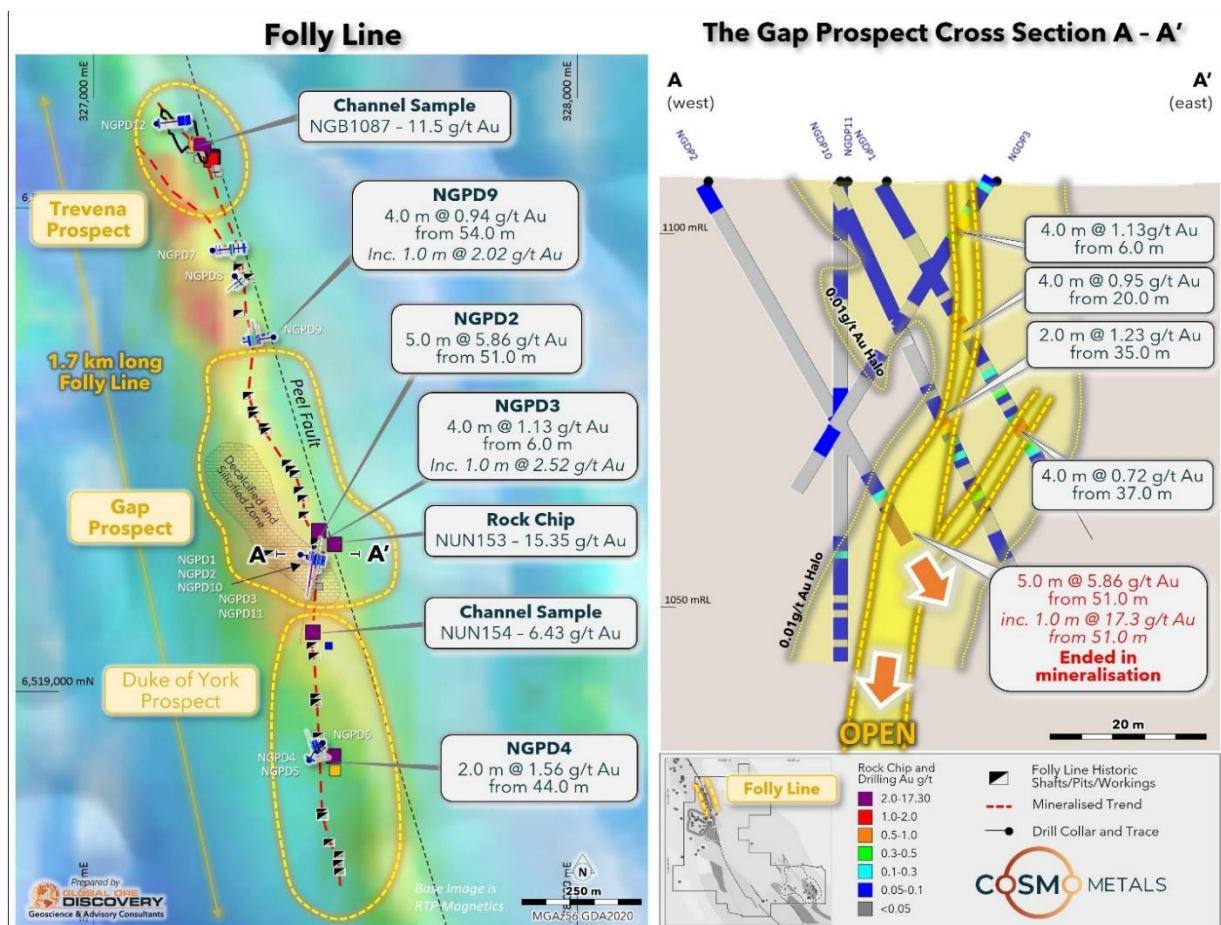 Folly Line
327,000 mE
328,000 mE
NGPD12
Channel Sample
NGB1087 – 11.5 g/t Au
Trevena
Prospect
NGPD9
4.0 m @ 0.94 g/t Au
from 54.0 m
Inc. 1.0 m @ 2.02 g/t Au
NGPD7
NGPD8
NGPD9
NGPD2
5.0 m @ 5.86 g/t Au
from 51.0 m
1.7 km long
Folly Line
Peel Fault
NGPD3
4.0 m @ 1.13 g/t Au
from 6.0 m
Inc. 1.0 m @ 2.52 g/t Au
Decalcified and
Silicified Zone
Gap
Prospect
Rock Chip
NUN153 – 15.35 g/t Au
A
A'
NGPD1
NGPD2
NGPD10
NGPD3
NGPD11
Channel Sample
NUN154 – 6.43 g/t Au
6,519,000 mN
Duke of York
Prospect
NGPD6
NGPD4
NGPD5
NGPD4
2.0 m @ 1.56 g/t Au
from 44.0 m
Prepared by
GLOBAL ORE
DISCOVERY
Geoscience & Advisory Consultants
Base Image is
RTP Magnetics
N
250 m
MGAz56 GDA2020
The Gap Prospect Cross Section A – A'
A
(west)
A'
(east)
NGDP2
NGDP10
NGDP11
NGDP1
NGDP3
1100 mRL
4.0 m @ 1.13g/t Au
from 6.0 m
4.0 m @ 0.95 g/t Au
from 20.0 m
0.01g/t Au Halo
2.0 m @ 1.23 g/t Au
from 35.0 m
4.0 m @ 0.72 g/t Au
from 37.0 m
0.01g/t Au Halo
1050 mRL
5.0 m @ 5.86 g/t Au
from 51.0 m
inc. 1.0 m @ 17.3 g/t Au
from 51.0 m
Ended in
mineralisation
OPEN
20 m
Folly Line
Rock Chip and
Drilling Au g/t
2.0-17.30
1.0-2.0
0.5-1.0
0.3-0.5
0.1-0.3
0.05-0.1
<0.05
Folly Line Historic
Shafts/Pits/Workings
Mineralised Trend
Drill Collar and Trace
COSMO METALS